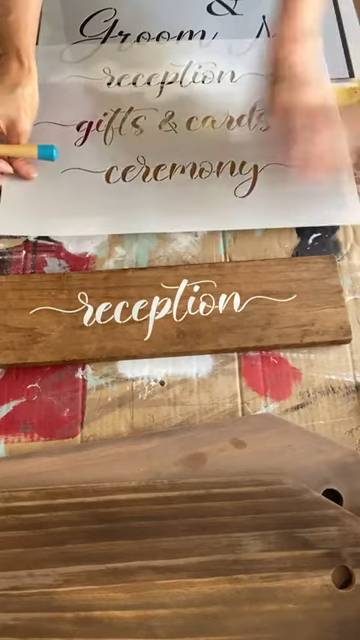 &
Groom
reception
gifts & cards
ceremony
reception